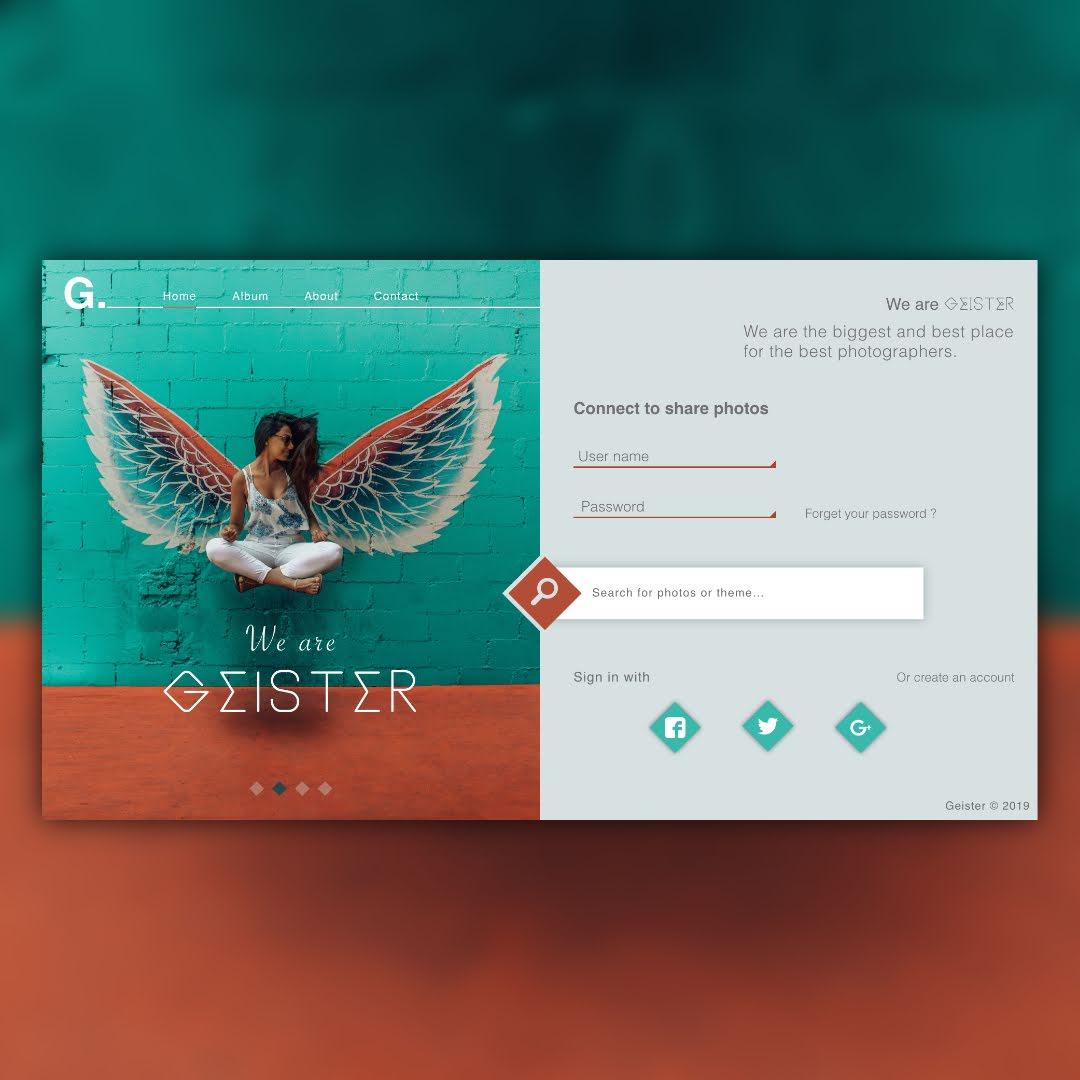 G.
Home Album About Contact
We are
GEISTER
We are GEISTER
We are the biggest and best place
for the best photographers.
Connect to share photos
User name
Password
Forget your password ?
Search for photos or theme...
Sign in with
Or create an account
G+
Geister © 2019